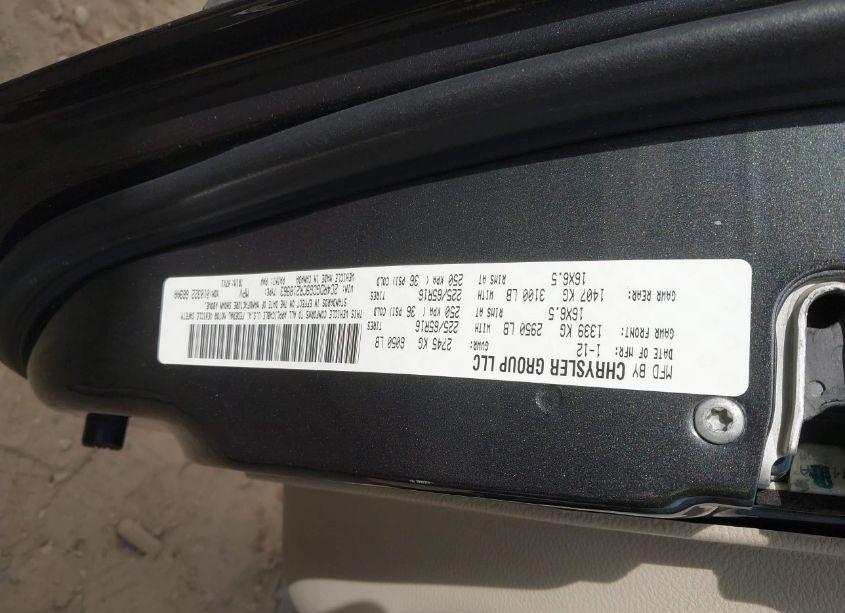 MFD BY CHRYSLER GROUP LLC
DATE OF MFR: 1-12 GVWR: 2745 KG 6050 LB
GAWR FRONT: 1339 KG 2950 LB WITH TIRES 225/65R16
16X6.5 RIMS AT 250 KPA ( 36 PSI) COLD
GAWR REAR: 1407 KG 3100 LB WITH TIRES 225/65R16
16X6.5 RIMS AT 250 KPA ( 36 PSI) COLD
THIS VEHICLE CONFORMS TO ALL APPLICABLE U.S.A. FEDERAL MOTOR VEHICLE SAFETY
STANDARDS IN EFFECT ON THE DATE OF MANUFACTURE SHOWN ABOVE.
VIN: TYPE: MPV
VEHICLE MADE IN CANADA PAINT: PAW